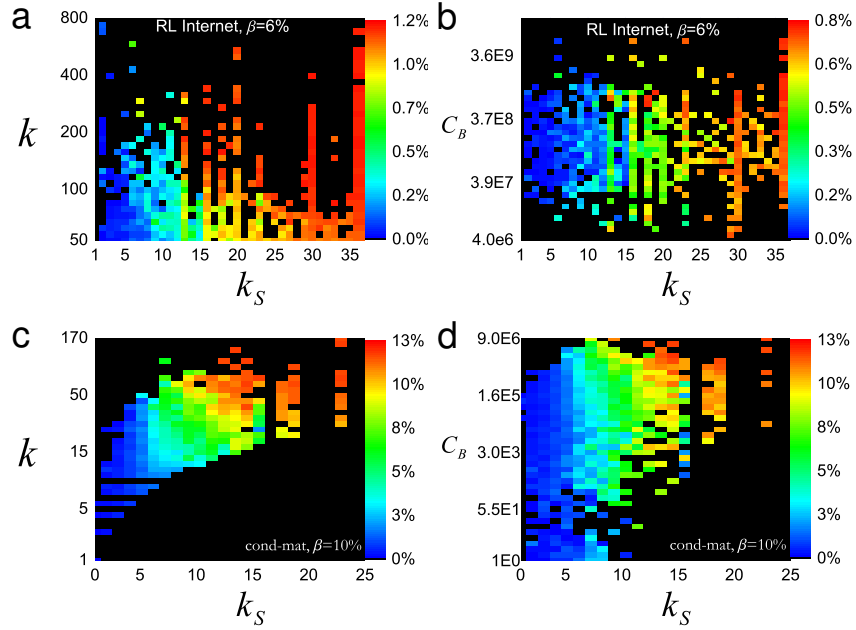 a
RL Internet, β=6%
800
400
200
100
50
k
1 5 10 15 20 25 30 35
k_S
1.2%
1.0%
0.7%
0.5%
0.2%
0.0%
b
RL Internet, β=6%
3.6E9
3.7E8
3.9E7
4.0e6
C_B
1 5 10 15 20 25 30 35
k_S
0.8%
0.6%
0.5%
0.3%
0.2%
0.0%
c
170
50
15
5
1
k
cond-mat, β=10%
0 5 10 15 20 25
k_S
13%
10%
8%
5%
3%
0%
d
9.0E6
1.6E5
3.0E3
5.5E1
1E0
C_B
cond-mat, β=10%
0 5 10 15 20 25
k_S
13%
10%
8%
5%
3%
0%